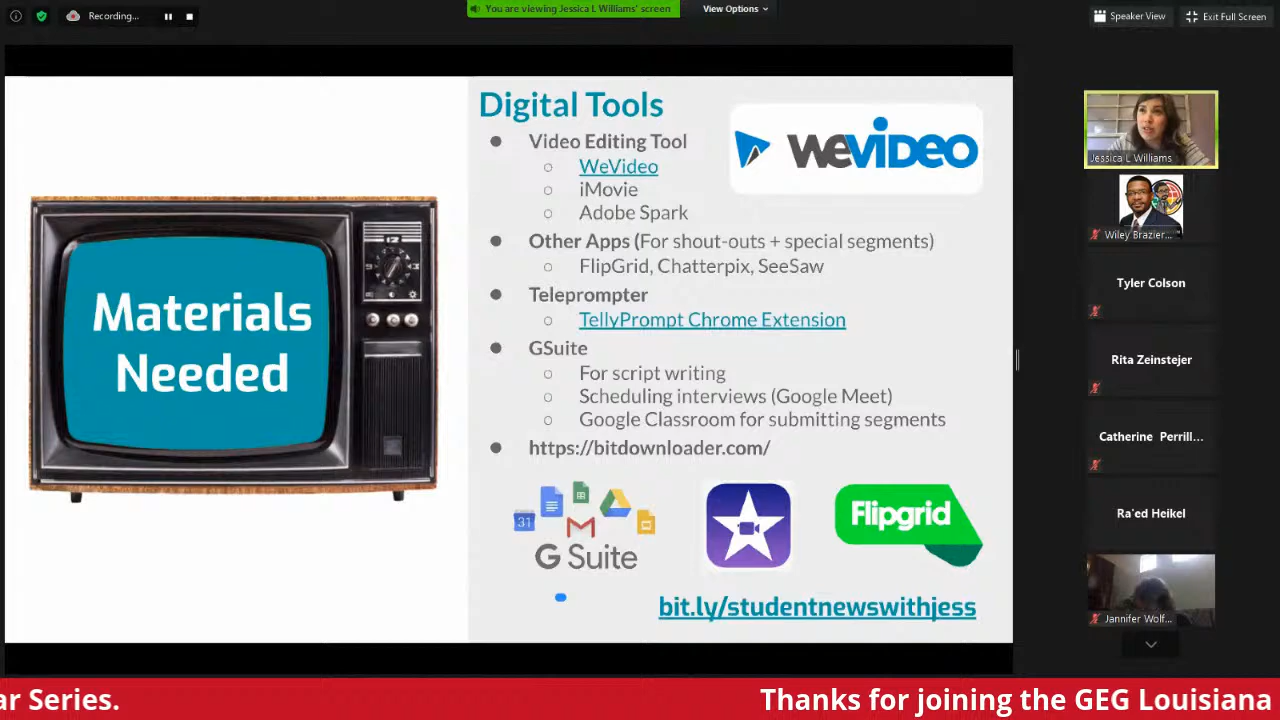 Recording...
You are viewing Jessica L Williams' screen
View Options
Speaker View
Exit Full Screen
Materials
Needed
Digital Tools
Video Editing Tool
WeVideo
iMovie
Adobe Spark
Other Apps (For shout-outs + special segments)
FlipGrid, Chatterpix, SeeSaw
Teleprompter
TellyPrompt Chrome Extension
GSuite
For script writing
Scheduling interviews (Google Meet)
Google Classroom for submitting segments
https://bitdownloader.com/
WEVIDEO
31
G Suite
Flipgrid
bit.ly/studentnewswithjess
Jessica L Williams
Wiley Brazier...
Tyler Colson
Rita Zeinstejer
Catherine Perrill...
Ra'ed Heikel
Jannifer Wolf...
ar Series.
Thanks for joining the GEG Louisiana